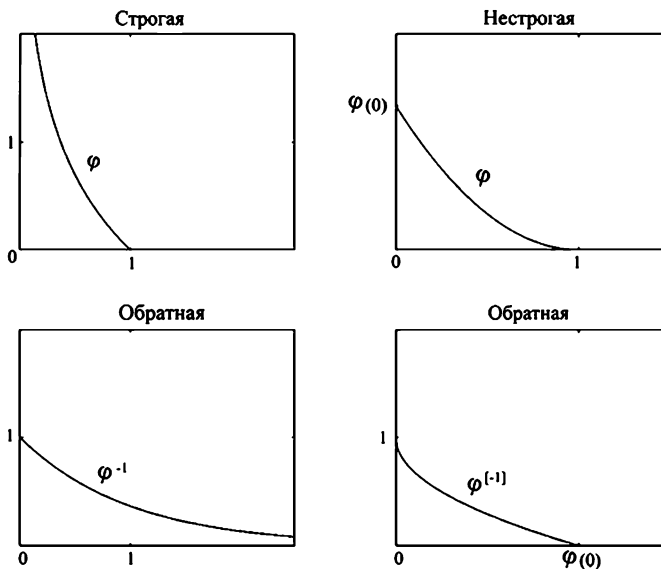 Строгая
1
φ
0
1
Нестрогая
φ(0)
φ
0
1
Обратная
1
φ⁻¹
0
1
Обратная
1
φ[-1]
0
φ(0)